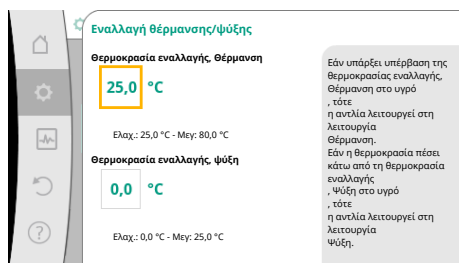 Εναλλαγή θέρμανσης/ψύξης
Θερμοκρασία εναλλαγής, Θέρμανση
25,0 °C
Ελαχ.: 25,0 °C - Μεγ: 80,0 °C
Θερμοκρασία εναλλαγής, ψύξη
0,0 °C
Ελαχ.: 0,0 °C - Μεγ: 25,0 °C
Εάν υπάρξει υπέρβαση της
θερμοκρασίας εναλλαγής,
Θέρμανση στο υγρό
, τότε
η αντλία λειτουργεί στη
λειτουργία
Θέρμανση.
Εάν η θερμοκρασία πέσει
κάτω από τη θερμοκρασία
εναλλαγής
, Ψύξη στο υγρό
, τότε
η αντλία λειτουργεί στη
λειτουργία
Ψύξη.